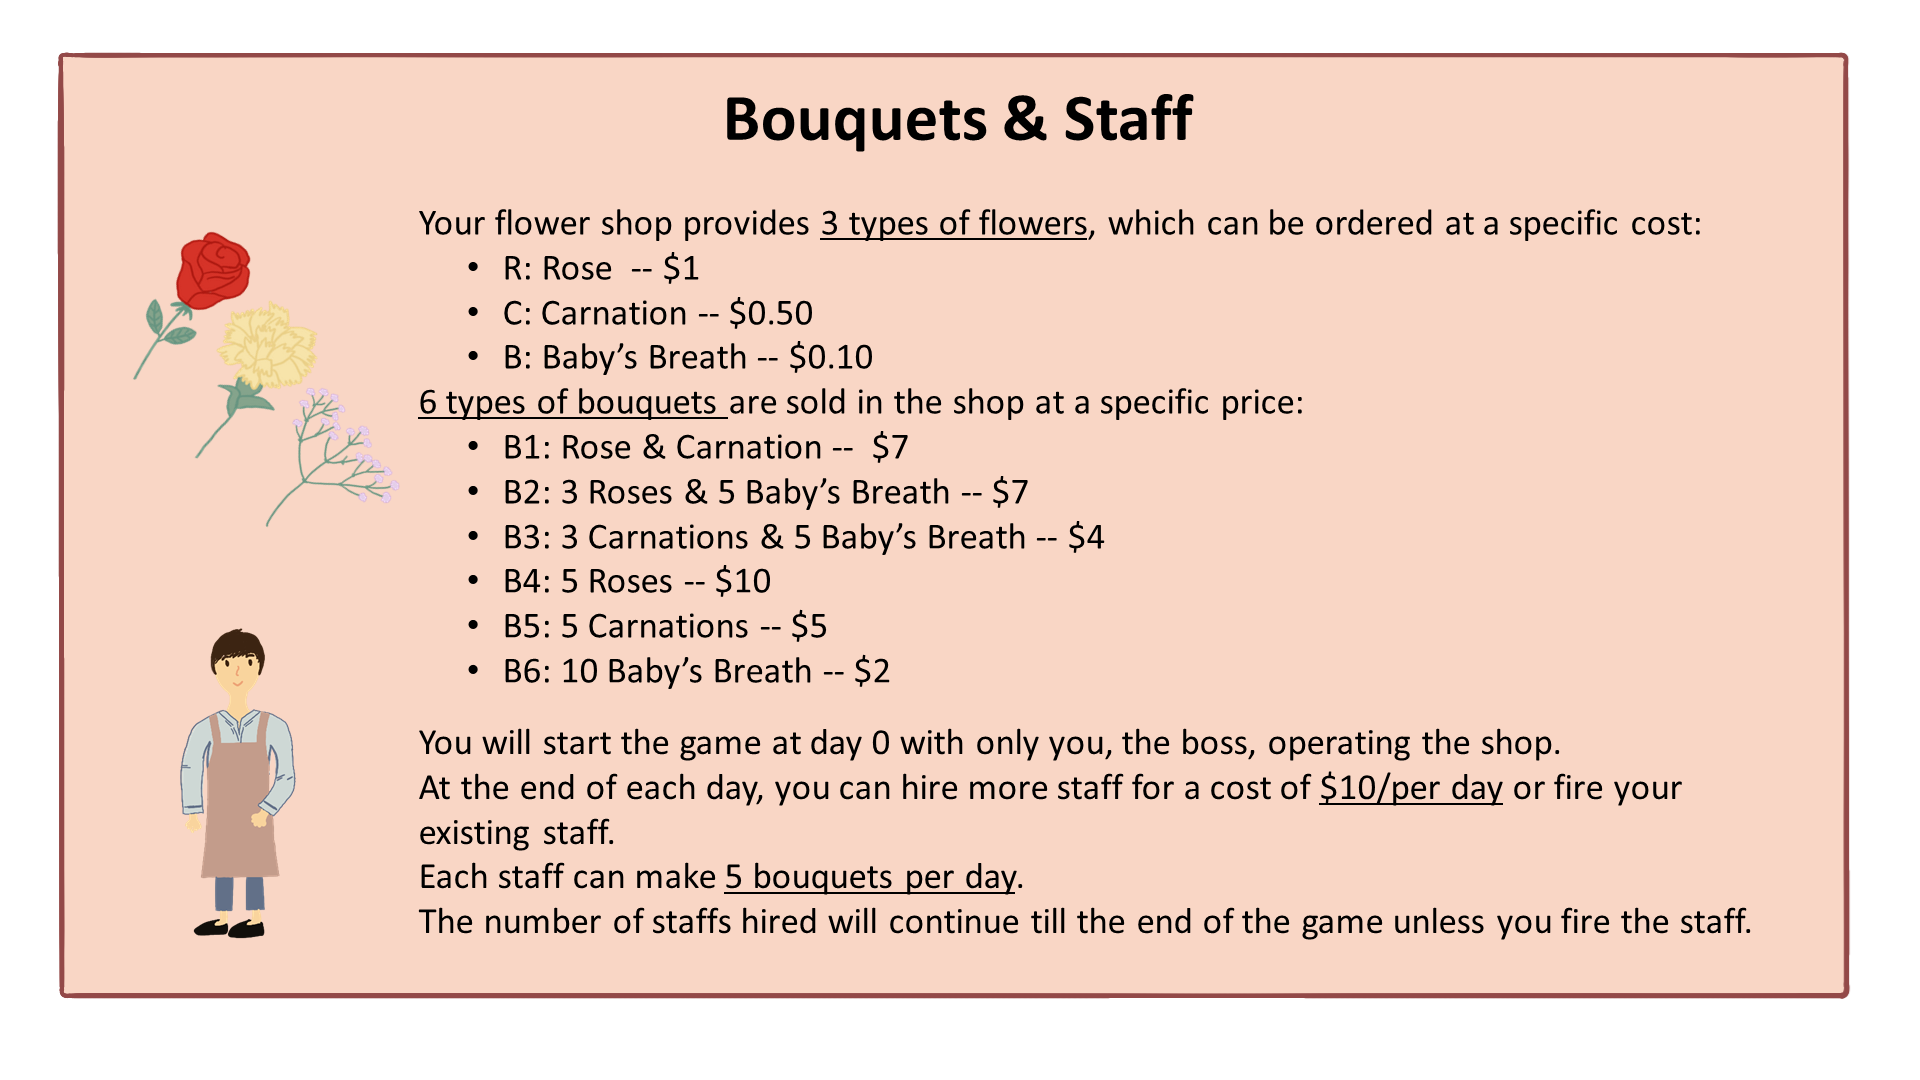 Bouquets & Staff
Your flower shop provides 3 types of flowers, which can be ordered at a specific cost:
• R: Rose  -- $1
• C: Carnation -- $0.50
• B: Baby’s Breath -- $0.10
6 types of bouquets are sold in the shop at a specific price:
• B1: Rose & Carnation --  $7
• B2: 3 Roses & 5 Baby’s Breath -- $7
• B3: 3 Carnations & 5 Baby’s Breath -- $4
• B4: 5 Roses -- $10
• B5: 5 Carnations -- $5
• B6: 10 Baby’s Breath -- $2
You will start the game at day 0 with only you, the boss, operating the shop.
At the end of each day, you can hire more staff for a cost of $10/per day or fire your
existing staff.
Each staff can make 5 bouquets per day.
The number of staffs hired will continue till the end of the game unless you fire the staff.